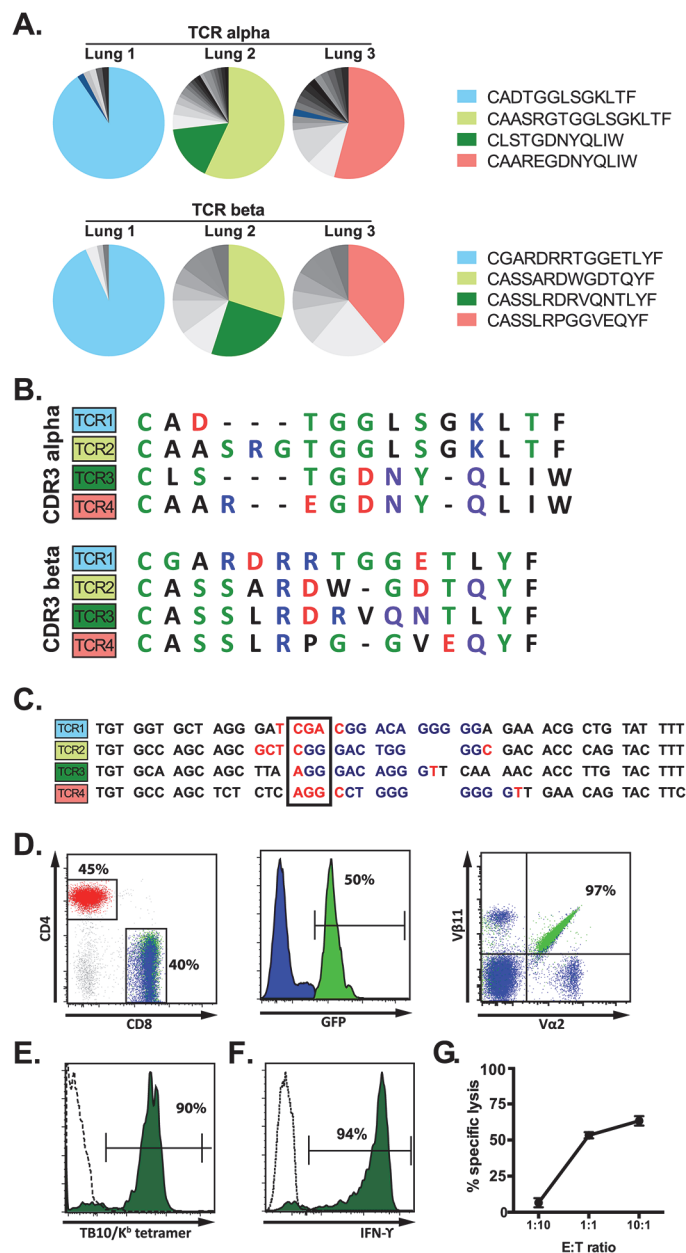 A.
TCR alpha
Lung 1 Lung 2 Lung 3
CADTGGLSGKLTF
CAASRGTGGLSGKLTF
CLSTGDNYQLIW
CAAREGDNYQLIW
TCR beta
Lung 1 Lung 2 Lung 3
CGARDRRTGGETLYF
CASSARDWGDTQYF
CASSLRDRVQNTLYF
CASSLRPGGVEQYF
B.
CDR3 alpha
TCR1 C A D - - - T G G L S G K L T F
TCR2 C A A S R G T G G L S G K L T F
TCR3 C L S - - - T G D N Y - Q L I W
TCR4 C A A R - - E G D N Y - Q L I W
CDR3 beta
TCR1 C G A R D R R T G G E T L Y F
TCR2 C A S S A R D W - G D T Q Y F
TCR3 C A S S L R D R V Q N T L Y F
TCR4 C A S S L R P G - G V E Q Y F
C.
TCR1 TGT GGT GCT AGG GAT CGA CGG ACA GGG GGA GAA ACG CTG TAT TTT
TCR2 TGT GCC AGC AGC GCT CGG GAC TGG GGC GAC ACC CAG TAC TTT
TCR3 TGT GCA AGC AGC TTA AGG GAC AGG GTT CAA AAC ACC TTG TAC TTT
TCR4 TGT GCC AGC TCT CTC AGG CCT GGG GGG GTT GAA CAG TAC TTC
D.
45%
40%
CD4
CD8
50%
GFP
97%
Vβ11
Vα2
E.
90%
TB10/Kb tetramer
F.
94%
IFN-ϒ
G.
% specific lysis
100
75
50
25
0
1:10 1:1 10:1
E:T ratio